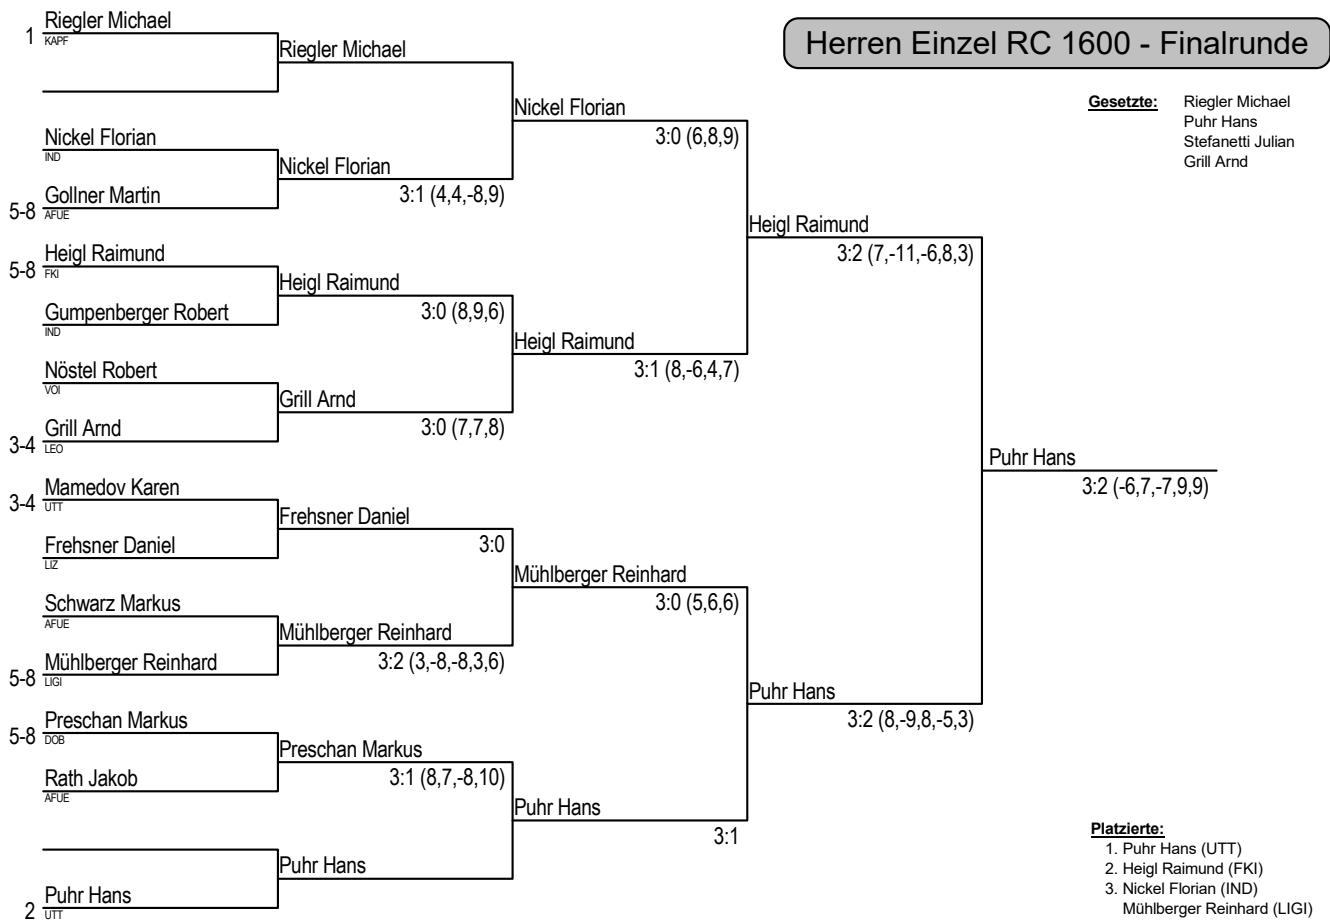 Herren Einzel RC 1600 - Finalrunde
Gesetzte: Riegler Michael
Puhr Hans
Stefanetti Julian
Grill Arnd
1 Riegler Michael
KAPF
Nickel Florian
IND
5-8 Gollner Martin
AFUE
5-8 Heigl Raimund
FKI
Gumpenberger Robert
IND
Nöstel Robert
VOI
3-4 Grill Arnd
LEO
3-4 Mamedov Karen
UTT
Frehsner Daniel
LIZ
Schwarz Markus
AFUE
5-8 Mühlberger Reinhard
LIGI
5-8 Preschan Markus
DOB
Rath Jakob
AFUE
2 Puhr Hans
UTT
Riegler Michael
Nickel Florian
3:1 (4,4,-8,9)
Heigl Raimund
3:0 (8,9,6)
Grill Arnd
3:0 (7,7,8)
Frehsner Daniel
3:0
Mühlberger Reinhard
3:2 (3,-8,-8,3,6)
Preschan Markus
3:1 (8,7,-8,10)
Puhr Hans
Nickel Florian
3:0 (6,8,9)
Heigl Raimund
3:1 (8,-6,4,7)
Mühlberger Reinhard
3:0 (5,6,6)
Puhr Hans
3:1
Heigl Raimund
3:2 (7,-11,-6,8,3)
Puhr Hans
3:2 (8,-9,8,-5,3)
Puhr Hans
3:2 (-6,7,-7,9,9)
Platzierte:
1. Puhr Hans (UTT)
2. Heigl Raimund (FKI)
3. Nickel Florian (IND)
Mühlberger Reinhard (LIGI)